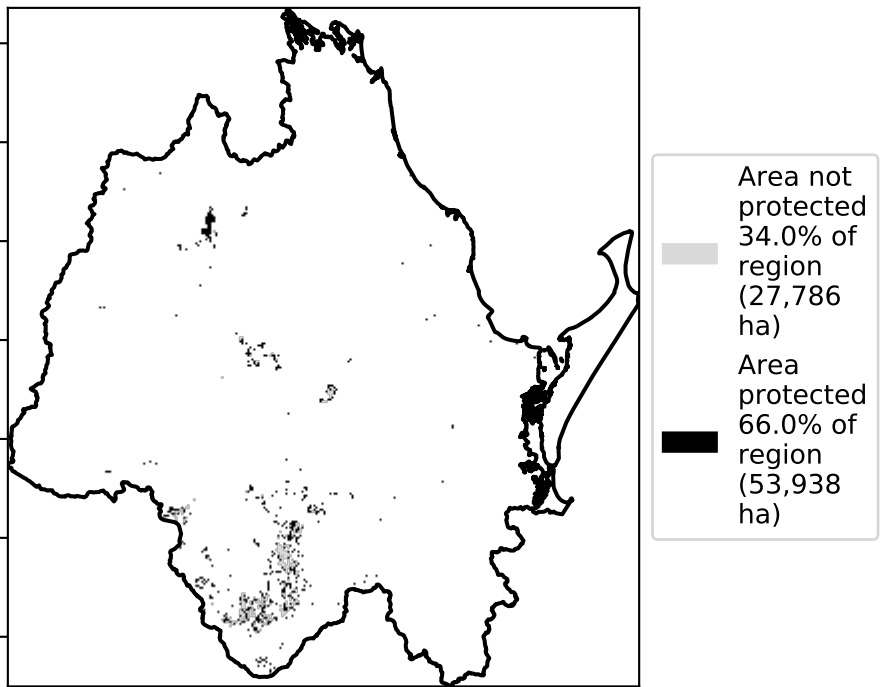 Area not
protected
34.0% of
region
(27,786
ha)
Area
protected
66.0% of
region
(53,938
ha)